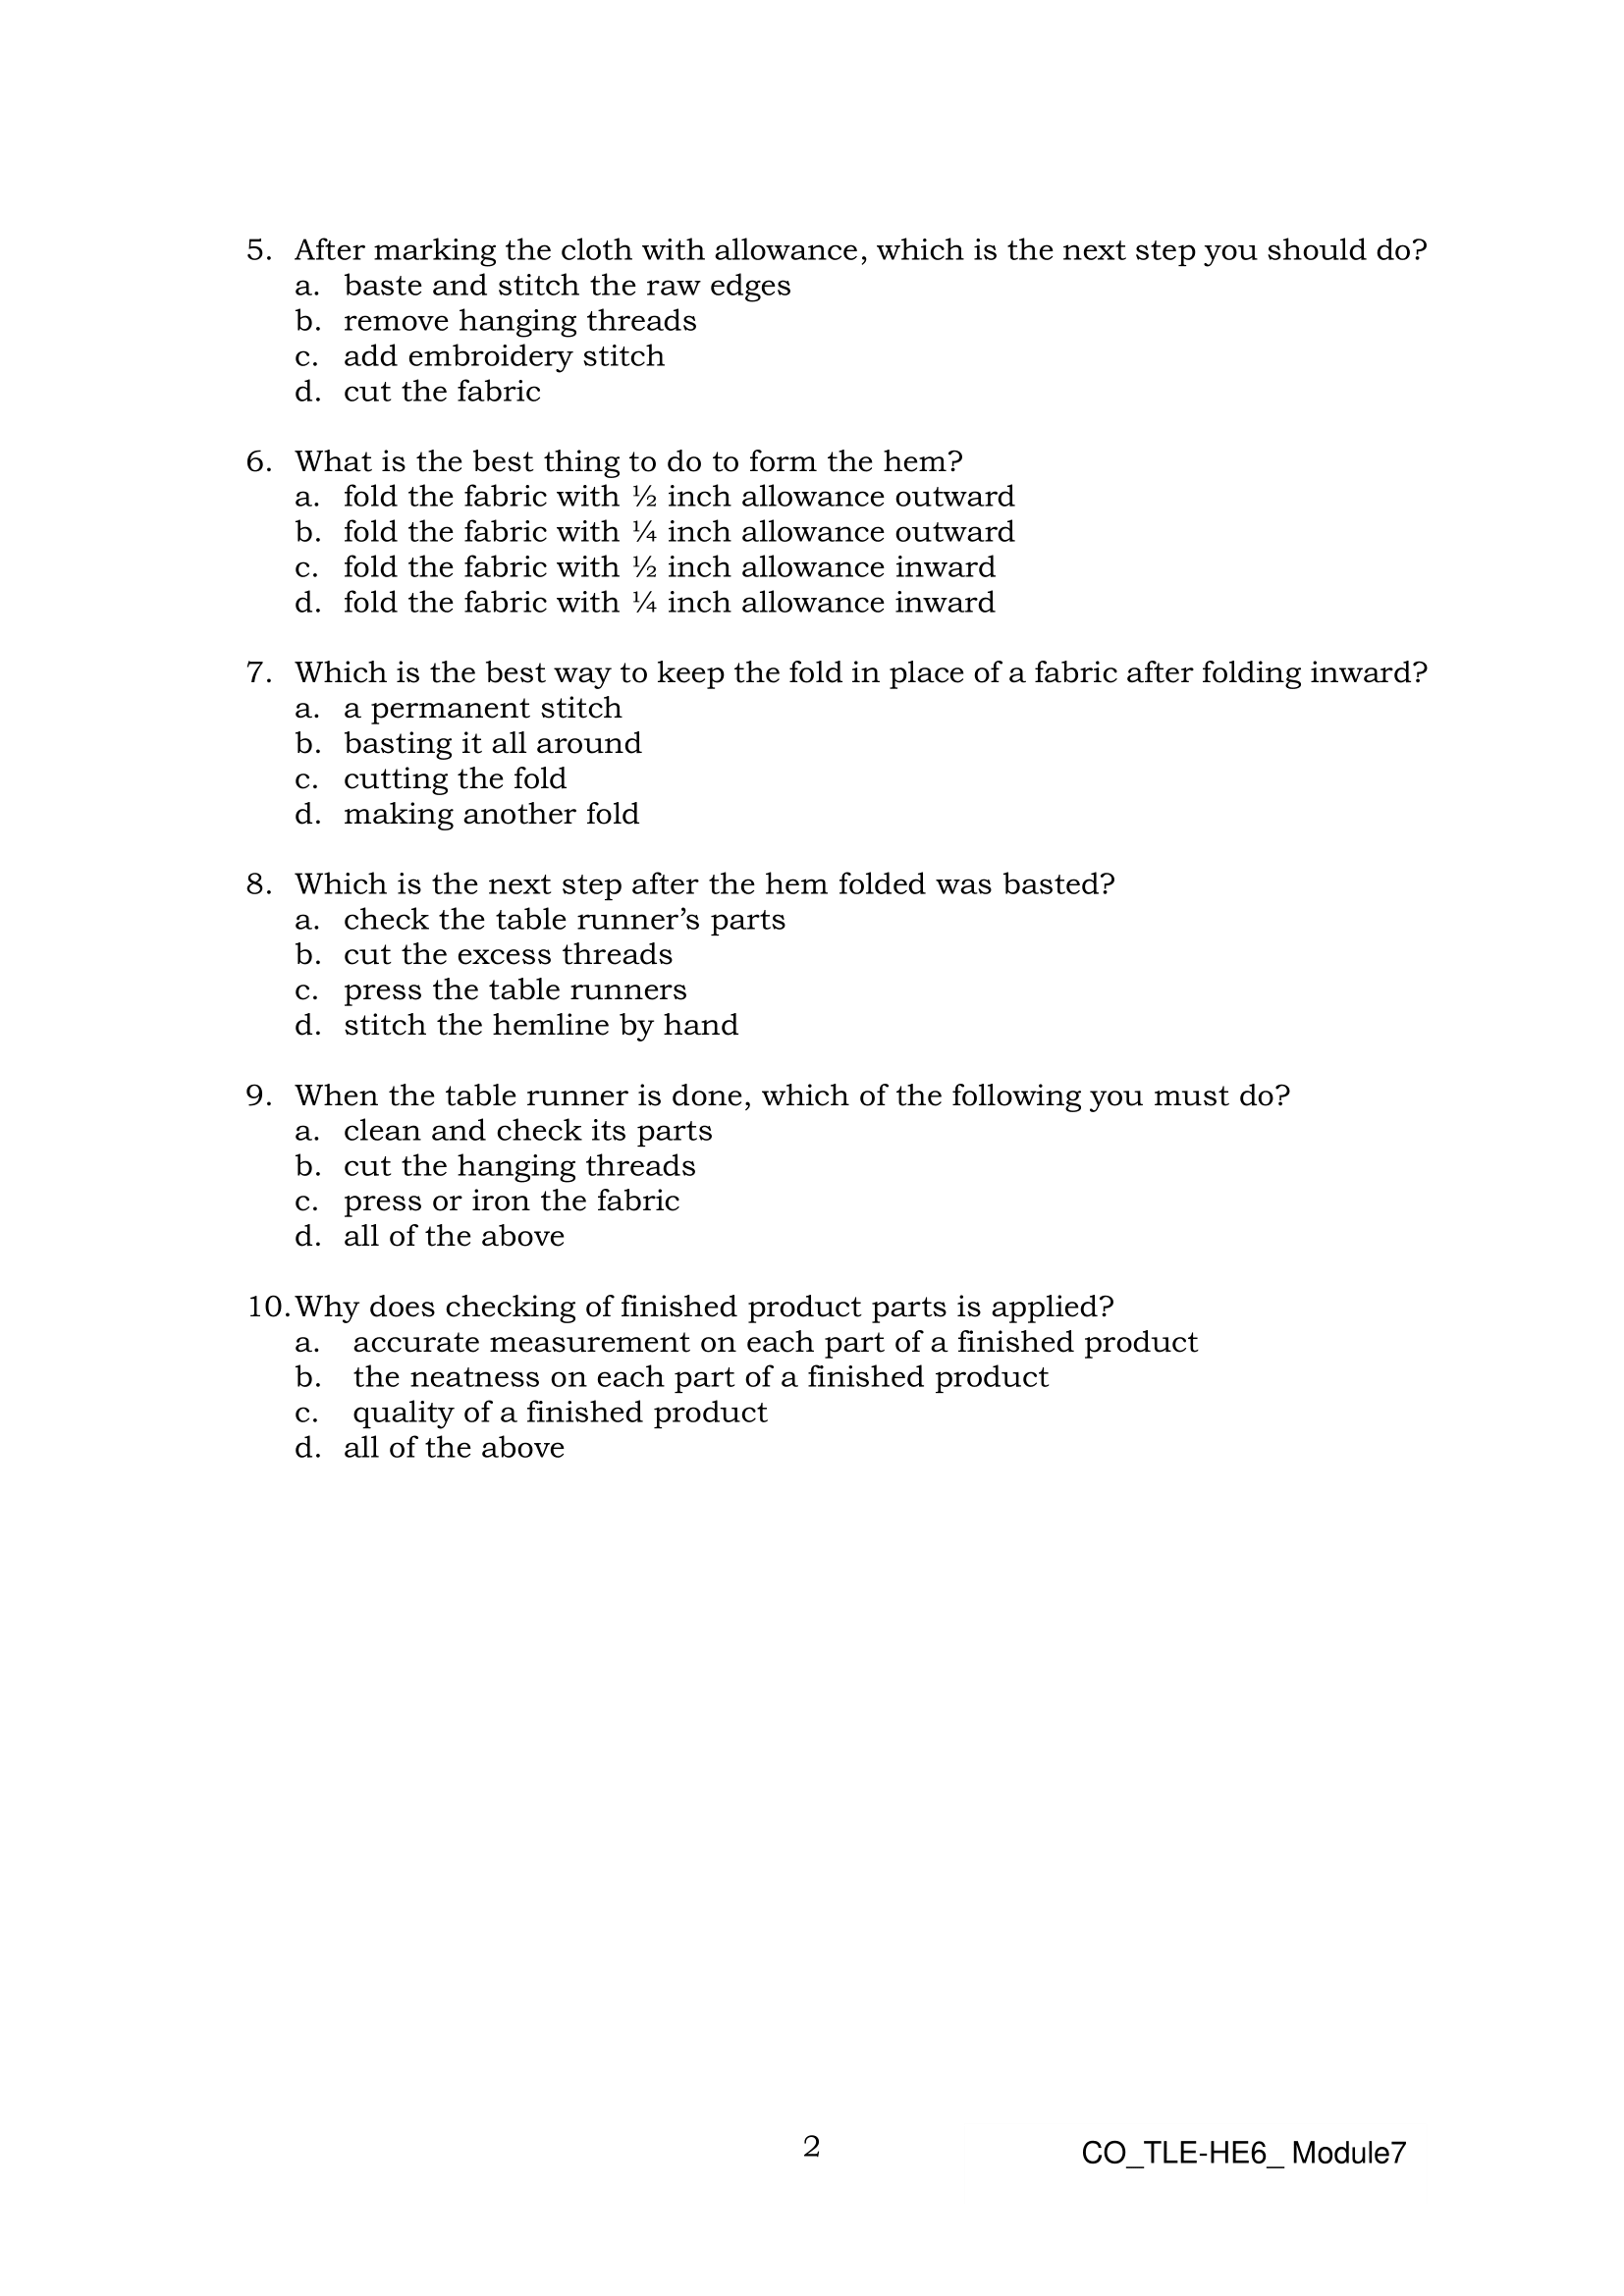 5. After marking the cloth with allowance, which is the next step you should do?
a. baste and stitch the raw edges
b. remove hanging threads
c. add embroidery stitch
d. cut the fabric
6. What is the best thing to do to form the hem?
a. fold the fabric with ½ inch allowance outward
b. fold the fabric with ¼ inch allowance outward
c. fold the fabric with ½ inch allowance inward
d. fold the fabric with ¼ inch allowance inward
7. Which is the best way to keep the fold in place of a fabric after folding inward?
a. a permanent stitch
b. basting it all around
c. cutting the fold
d. making another fold
8. Which is the next step after the hem folded was basted?
a. check the table runner’s parts
b. cut the excess threads
c. press the table runners
d. stitch the hemline by hand
9. When the table runner is done, which of the following you must do?
a. clean and check its parts
b. cut the hanging threads
c. press or iron the fabric
d. all of the above
10. Why does checking of finished product parts is applied?
a. accurate measurement on each part of a finished product
b. the neatness on each part of a finished product
c. quality of a finished product
d. all of the above
2 CO_TLE-HE6_ Module7